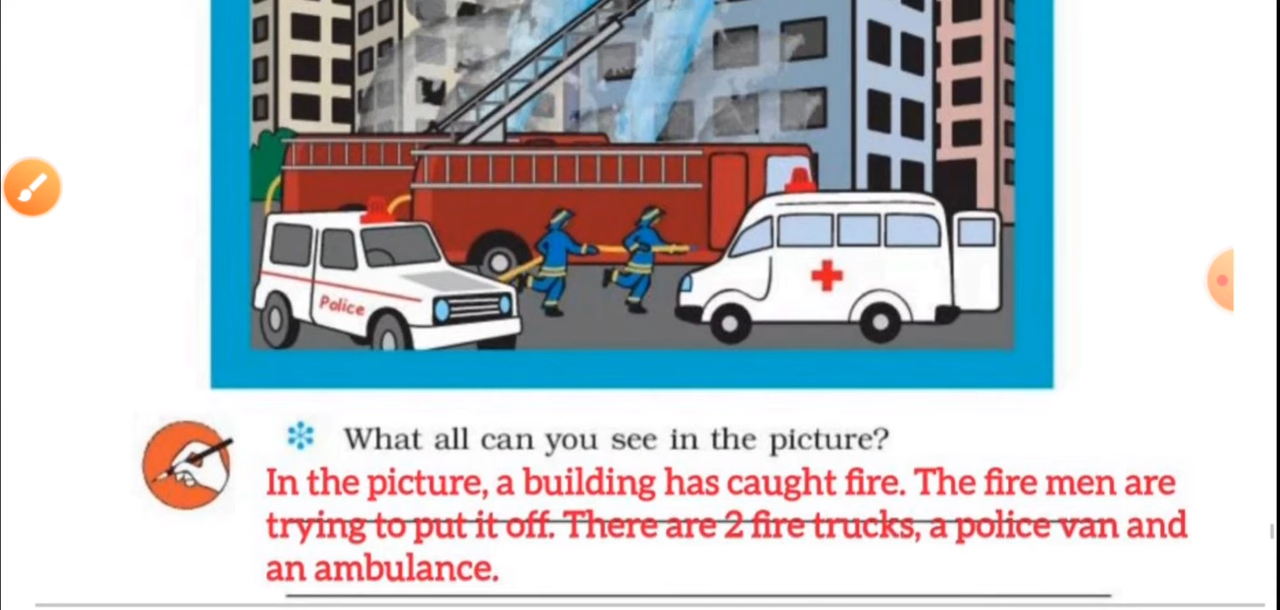 Police
What all can you see in the picture?
In the picture, a building has caught fire. The fire men are
trying to put it off. There are 2 fire trucks, a police van and
an ambulance.